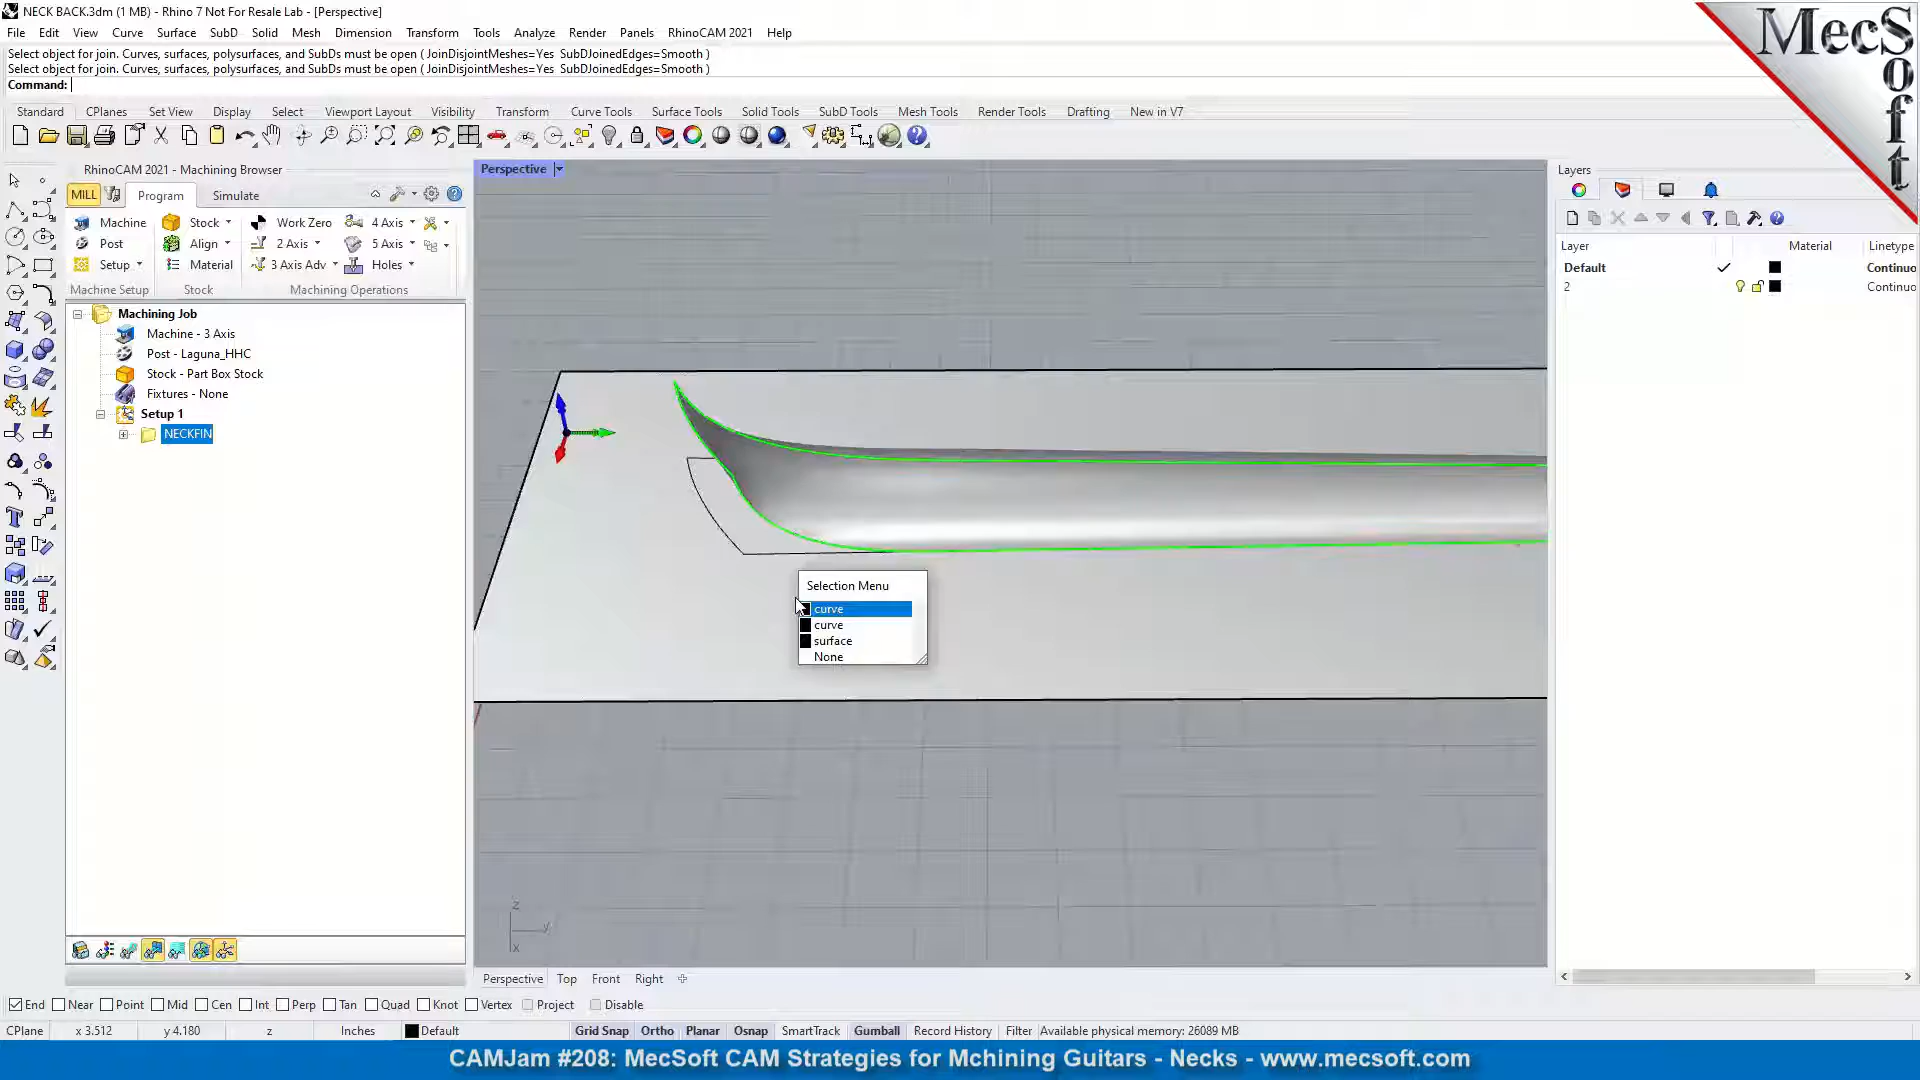 NECK BACK.3dm (1 MB) - Rhino 7 Not For Resale Lab - [Perspective]
File Edit View Curve Surface SubD Solid Mesh Dimension Transform Tools Analyze Render Panels RhinoCAM 2021 Help
Select object for join. Curves, surfaces, polysurfaces, and SubDs must be open ( JoinDisjointMeshes=Yes SubDJoinedEdges=Smooth )
Select object for join. Curves, surfaces, polysurfaces, and SubDs must be open ( JoinDisjointMeshes=Yes SubDJoinedEdges=Smooth )
Command:
MecSoft
Standard CPlanes Set View Display Select Viewport Layout Visibility Transform Curve Tools Surface Tools Solid Tools SubD Tools Mesh Tools Render Tools Drafting New in V7
RhinoCAM 2021 - Machining Browser
MILL Program Simulate
Machine Stock Work Zero 4 Axis
Post Align 2 Axis 5 Axis
Setup Material 3 Axis Adv Holes
Machine Setup Stock Machining Operations
Machining Job
Machine - 3 Axis
Post - Laguna_HHC
Stock - Part Box Stock
Fixtures - None
Setup 1
NECKFIN
Perspective
Selection Menu
curve
curve
surface
None
z
y
x
Layers
Layer Material Linetype
Default Continuo
2 Continuo
Perspective Top Front Right
End Near Point Mid Cen Int Perp Tan Quad Knot Vertex Project Disable
CPlane x 3.512 y 4.180 z Inches Default Grid Snap Ortho Planar Osnap SmartTrack Gumball Record History Filter Available physical memory: 26089 MB
CAMJam #208: MecSoft CAM Strategies for Mchining Guitars - Necks - www.mecsoft.com